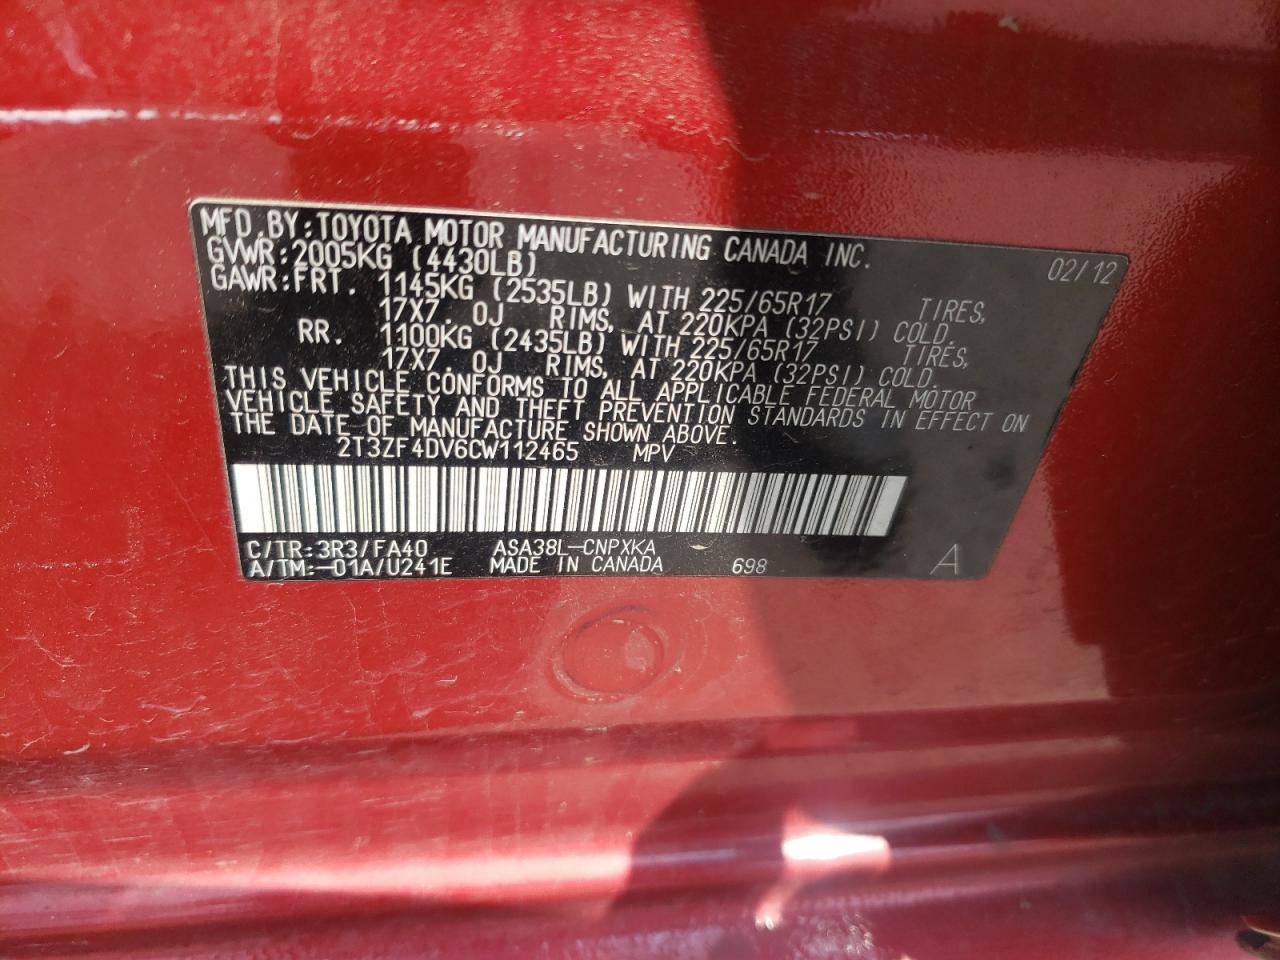 MFD.BY:TOYOTA MOTOR MANUFACTURING CANADA INC.
GVWR:2005KG (4430LB) 02/12
GAWR:FRT. 1145KG (2535LB) WITH 225/65R17 TIRES,
17X7.0J RIMS, AT 220KPA (32PSI) COLD.
RR. 1100KG (2435LB) WITH 225/65R17 TIRES,
17X7.0J RIMS, AT 220KPA (32PSI) COLD.
THIS VEHICLE CONFORMS TO ALL APPLICABLE FEDERAL MOTOR
VEHICLE SAFETY AND THEFT PREVENTION STANDARDS IN EFFECT ON
THE DATE OF MANUFACTURE SHOWN ABOVE.
2T3ZF4DV6CW112465 MPV
C/TR:3R3/FA40 ASA38L-CNPXKA
A/TM:-01A/U241E MADE IN CANADA 698 A